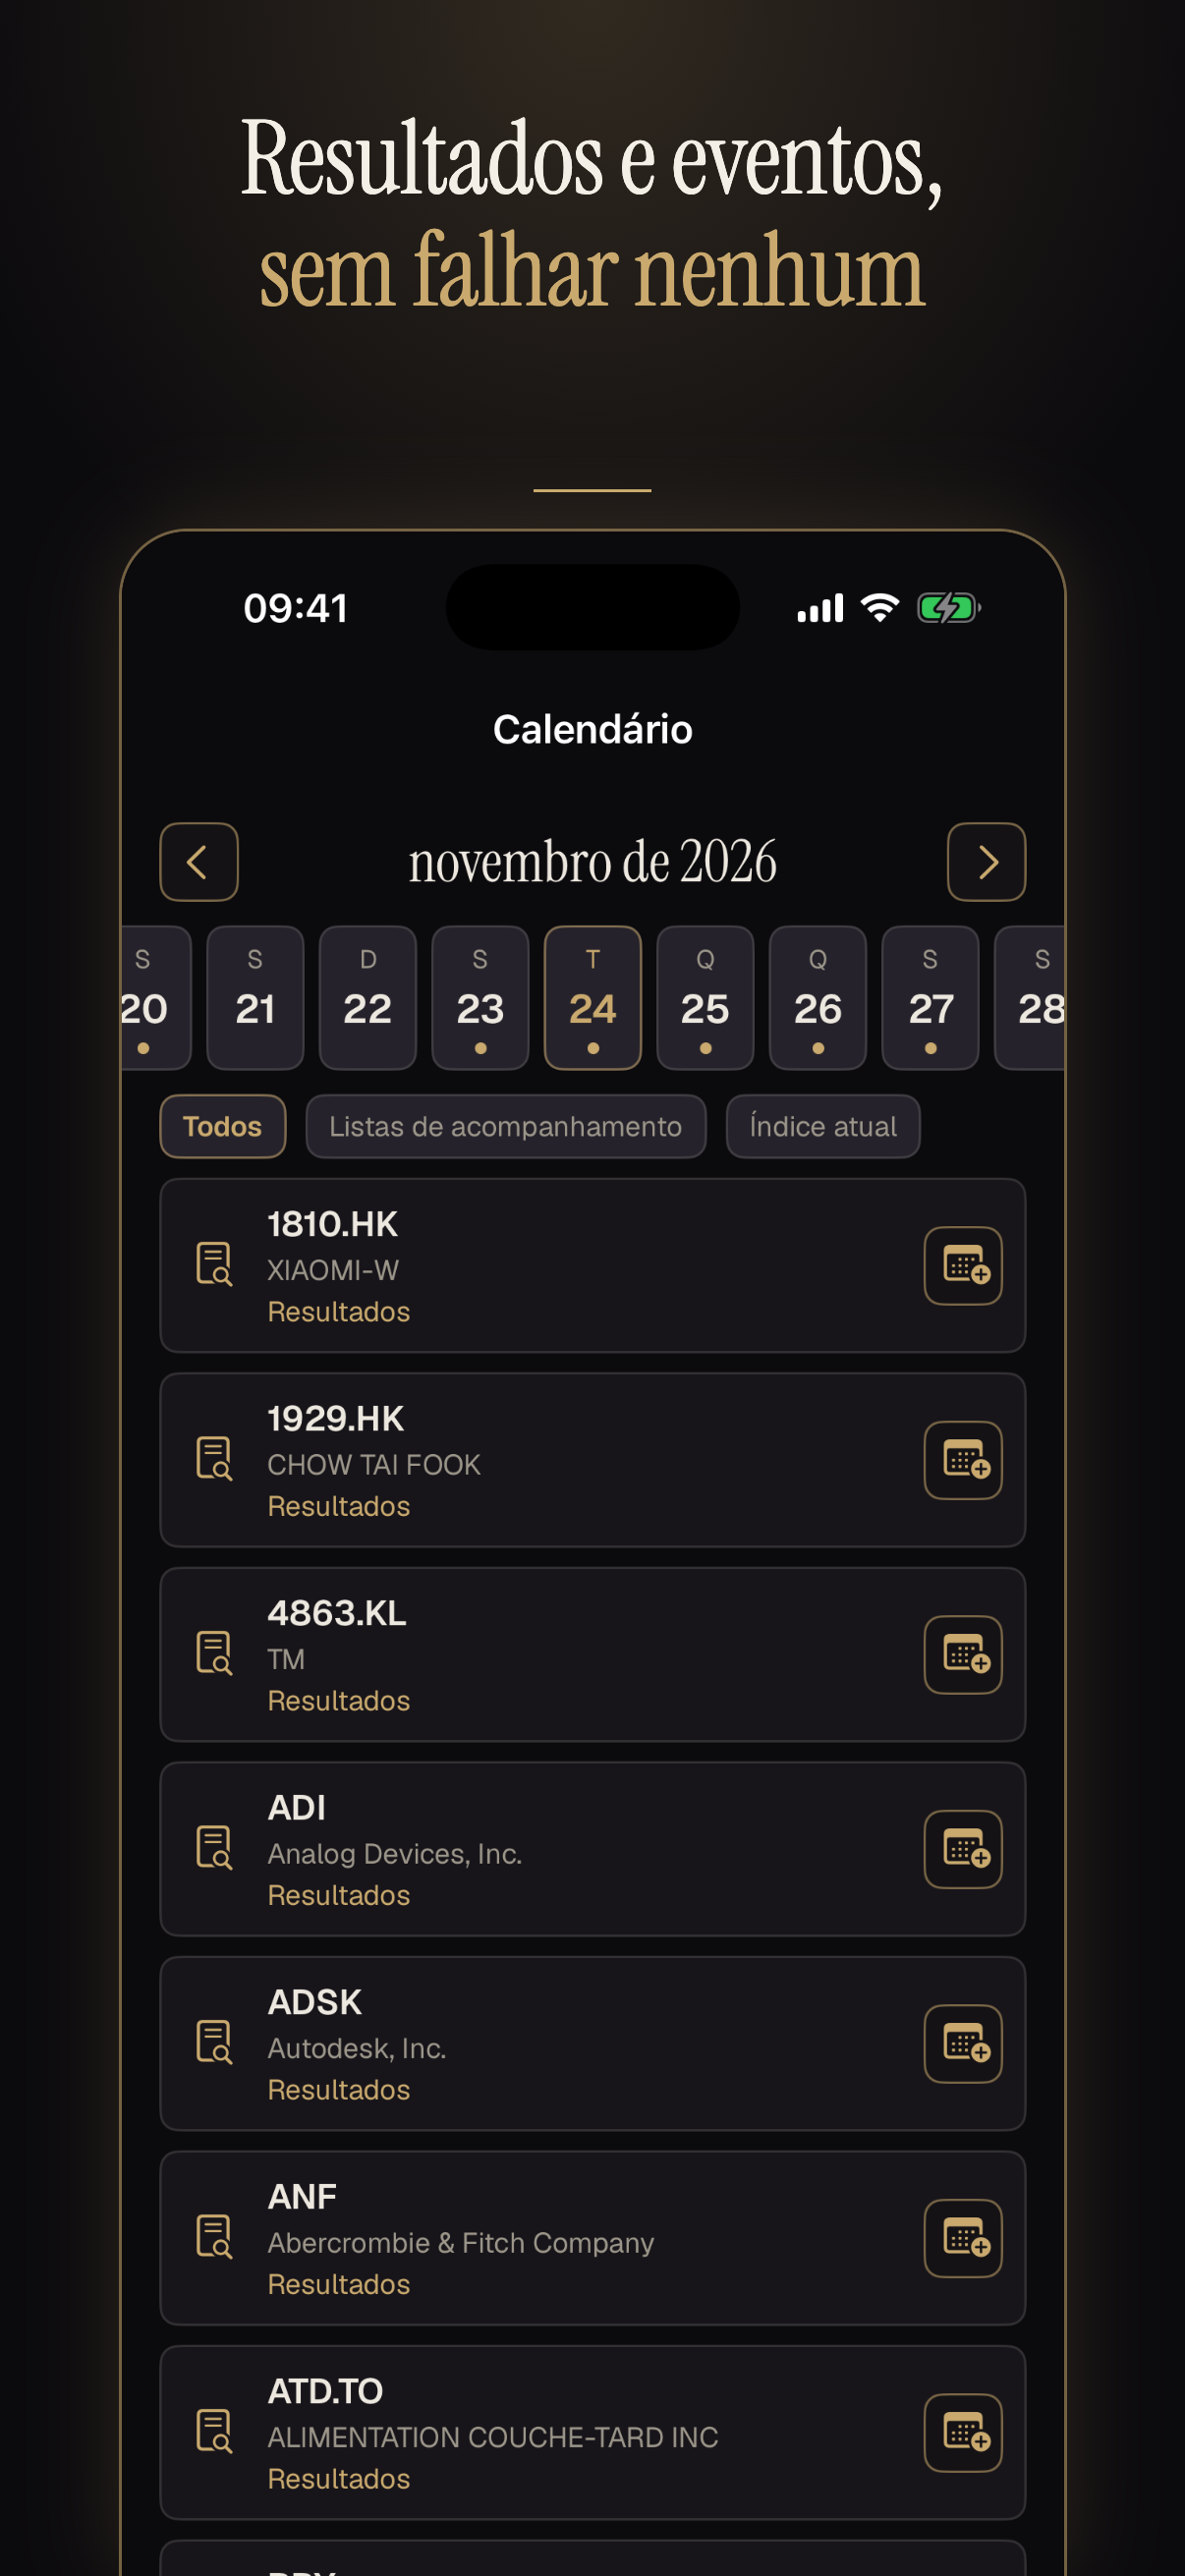 Resultados e eventos,
sem falhar nenhum
09:41
Calendário
novembro de 2026
S S D S T Q Q S S
20 21 22 23 24 25 26 27 28
Todos Listas de acompanhamento Índice atual
1810.HK
XIAOMI-W
Resultados
1929.HK
CHOW TAI FOOK
Resultados
4863.KL
TM
Resultados
ADI
Analog Devices, Inc.
Resultados
ADSK
Autodesk, Inc.
Resultados
ANF
Abercrombie & Fitch Company
Resultados
ATD.TO
ALIMENTATION COUCHE-TARD INC
Resultados